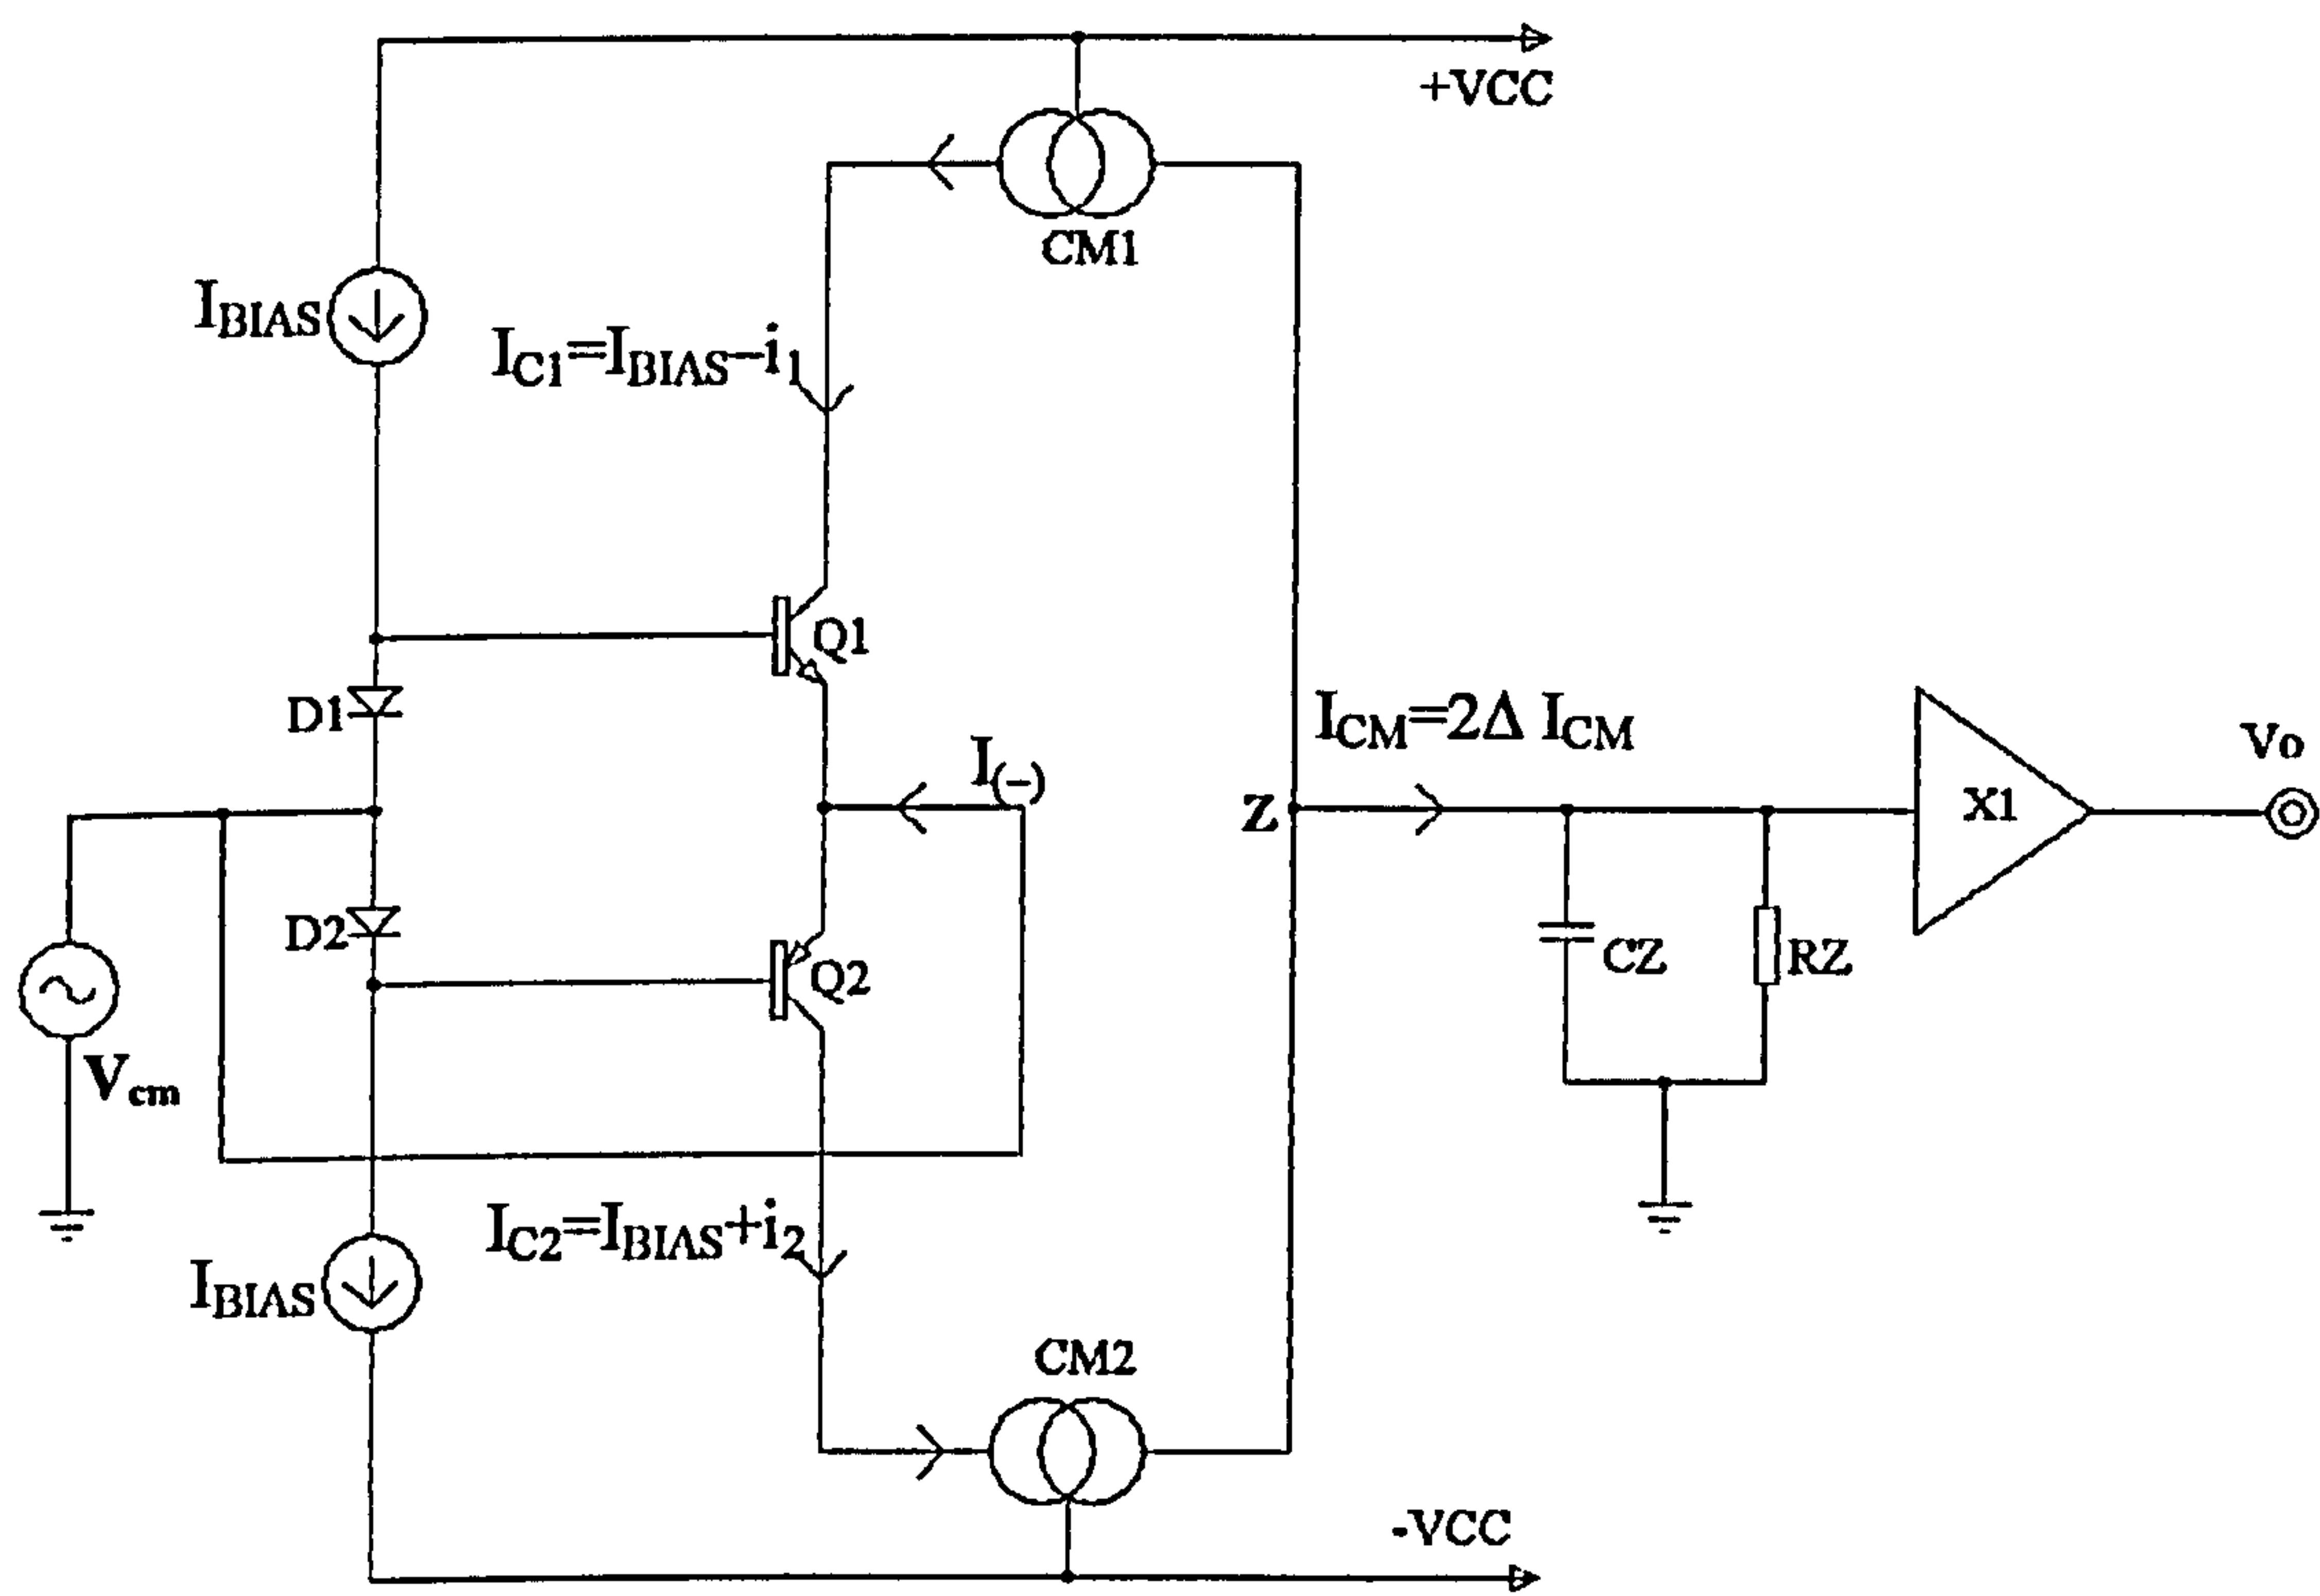 +VCC
CM1
IBIAS
IC1=IBIAS-i1
Q1
D1
I(-)
ICM=2Δ ICM
Vo
Z
X1
D2
Q2
CZ
RZ
Vcm
IC2=IBIAS+i2
IBIAS
CM2
-VCC